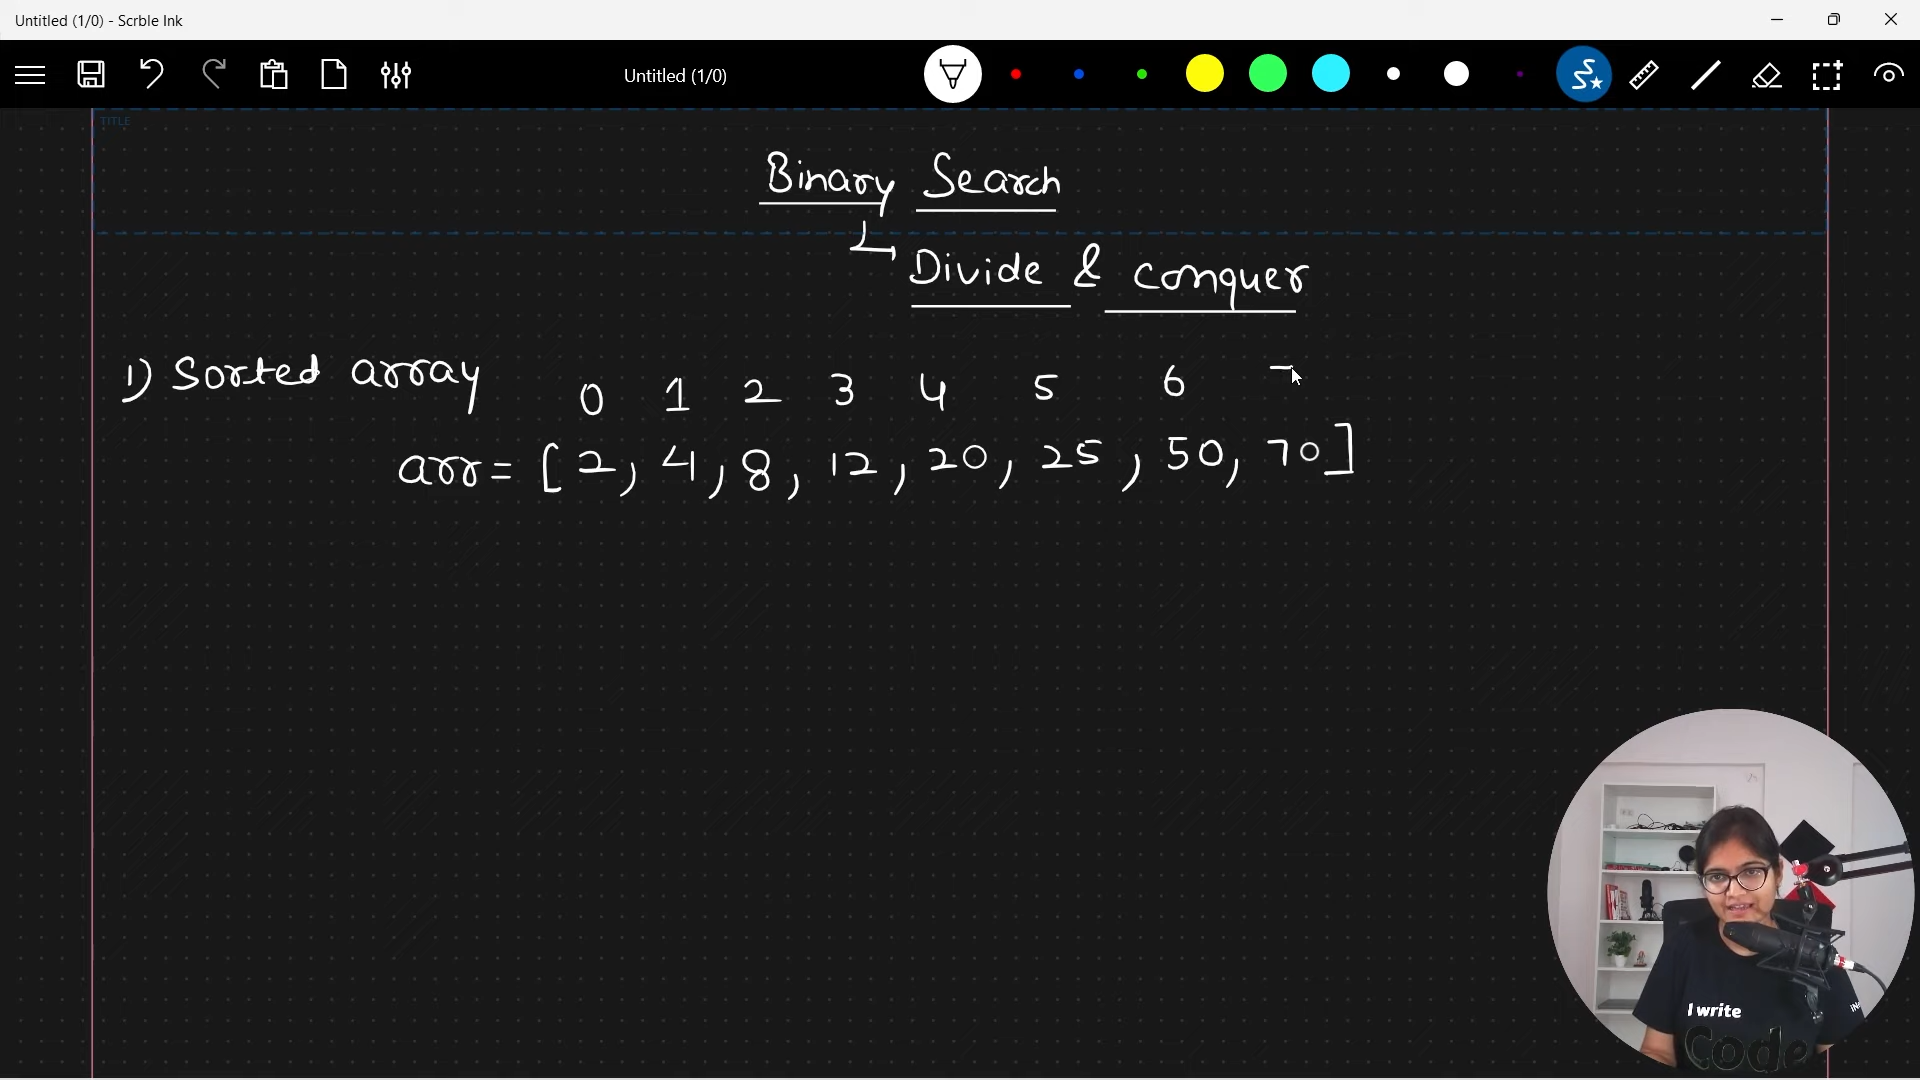 Untitled (1/0) - Scrble Ink
Untitled (1/0)
TITLE
Binary Search
Divide & conquer
1) Sorted array
0 1 2 3 4 5 6
arr = [2, 4, 8, 12, 20, 25, 50, 70]
I write
Code